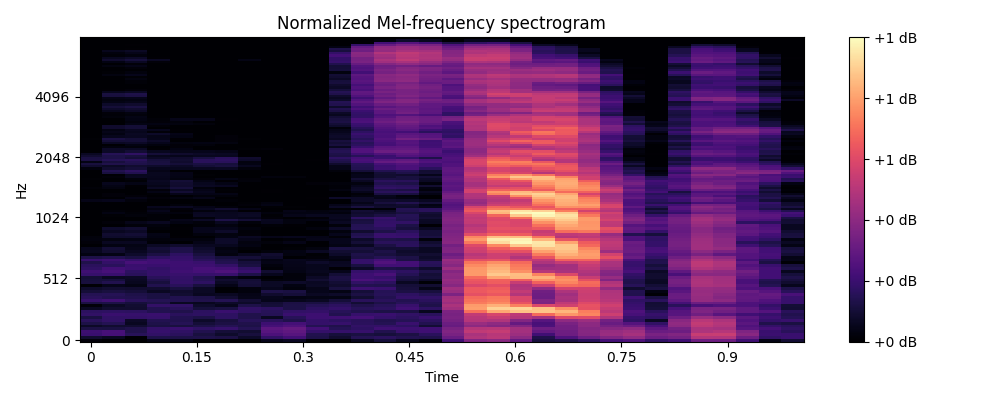 Normalized Mel-frequency spectrogram
+1 dB
4096
+1 dB
2048
+1 dB
Hz
1024
+0 dB
512
+0 dB
0
+0 dB
0 0.15 0.3 0.45 0.6 0.75 0.9
Time